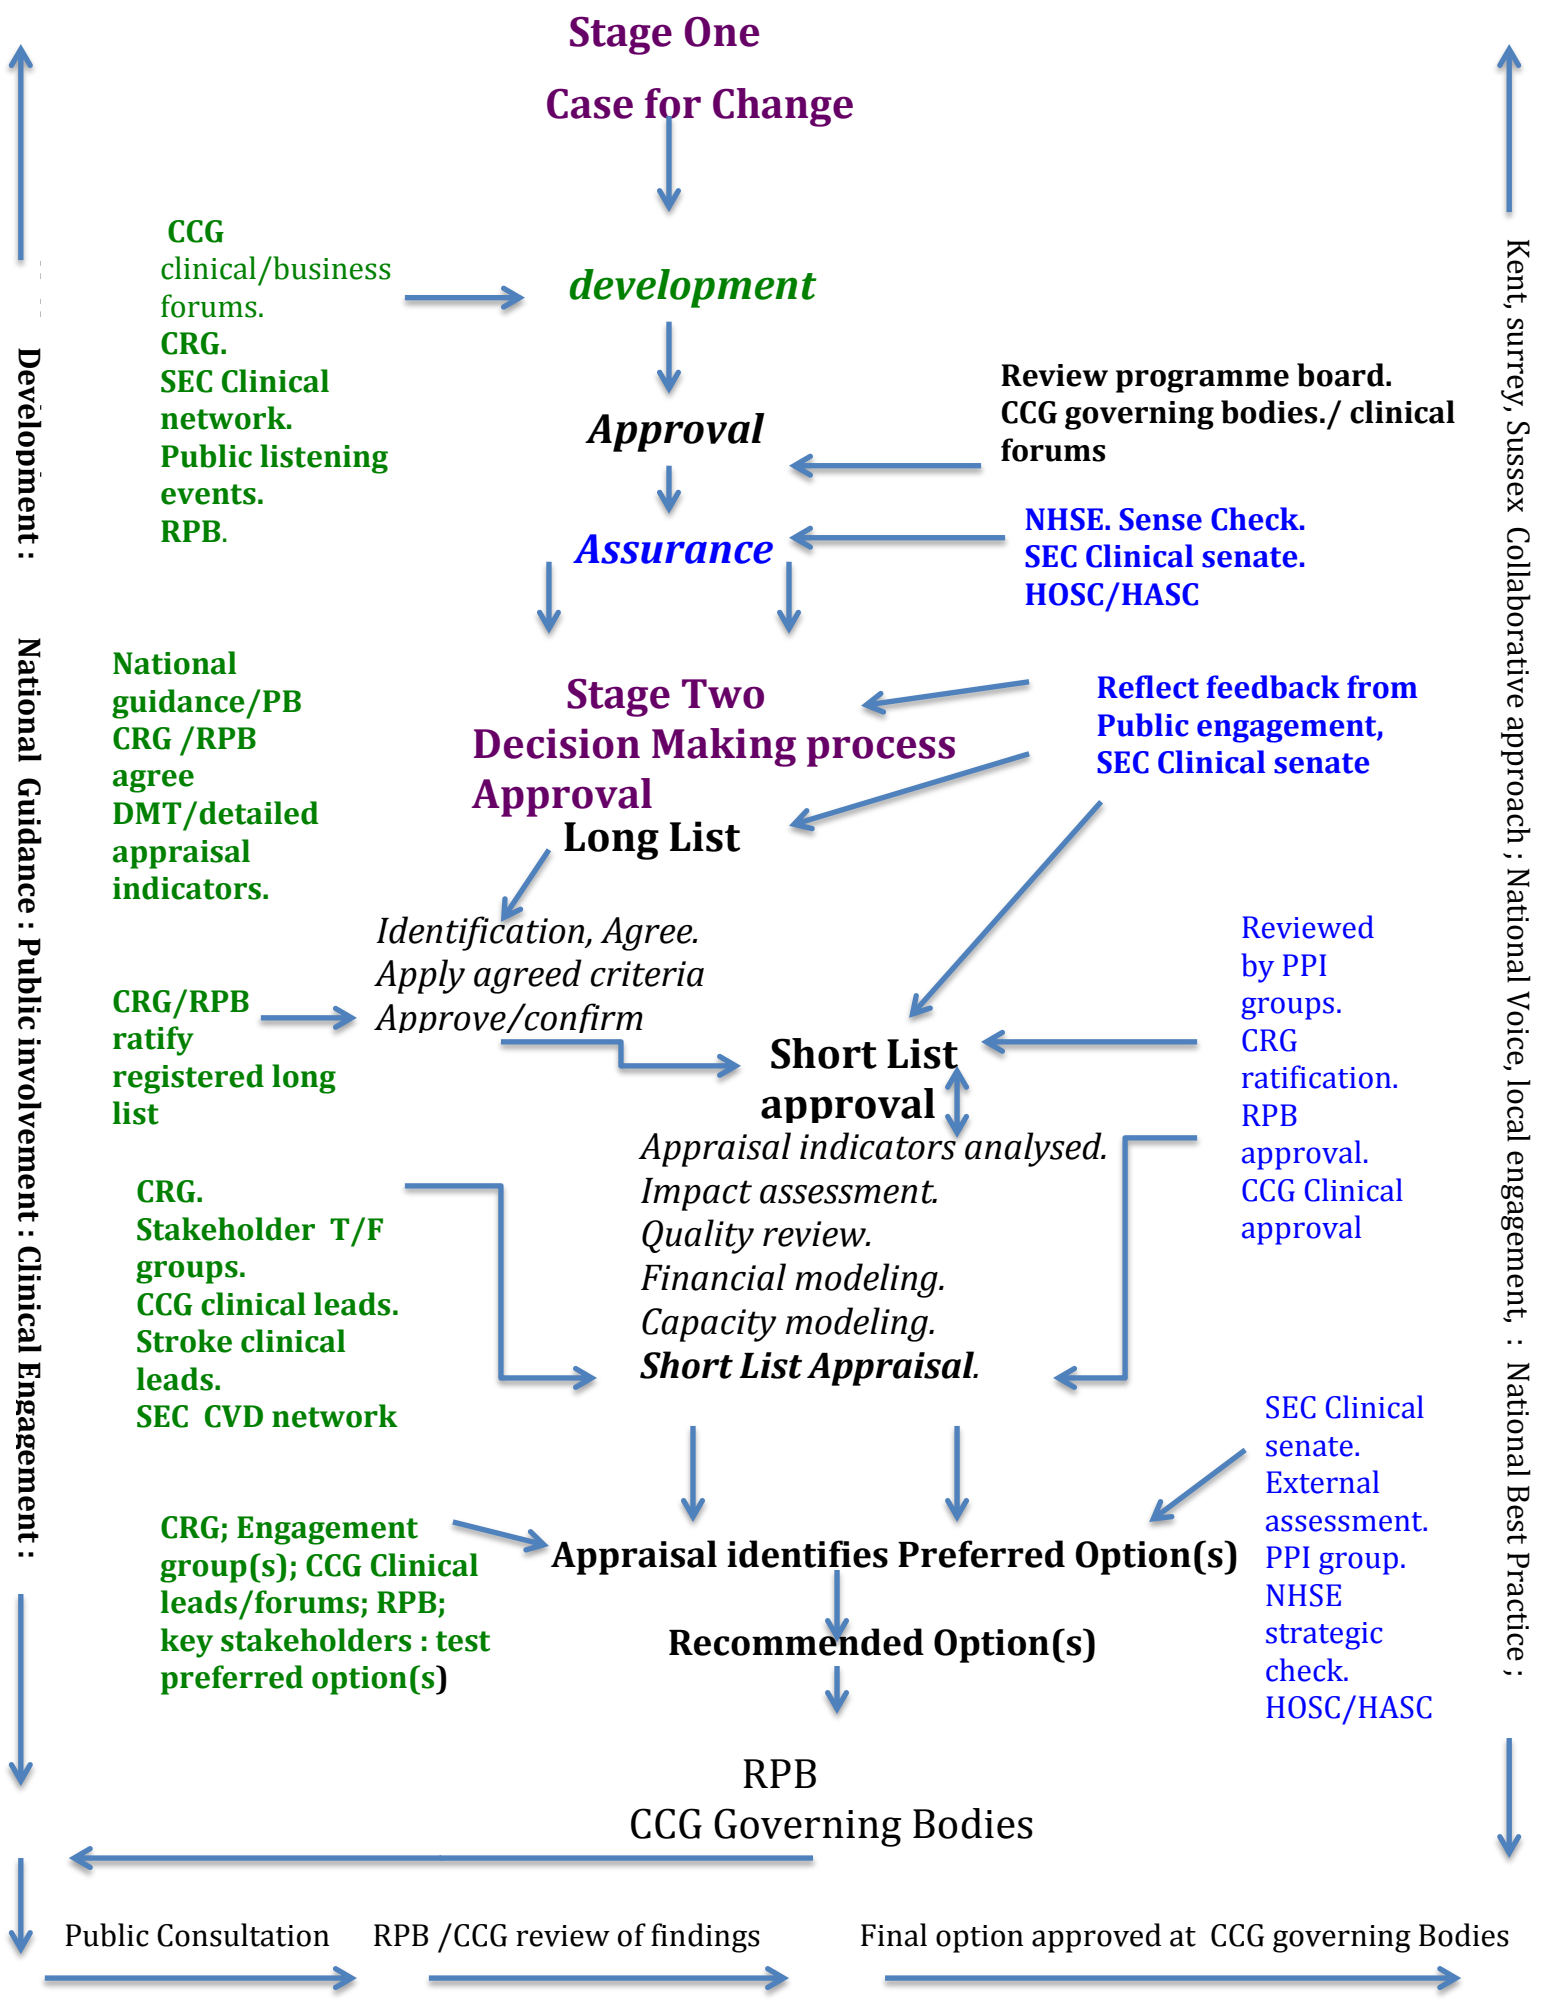 Stage One
Case for Change
CCG
clinical/business
forums.
CRG.
SEC Clinical
network.
Public listening
events.
RPB.
development
Approval
Review programme board.
CCG governing bodies./ clinical
forums
Assurance
NHSE. Sense Check.
SEC Clinical senate.
HOSC/HASC
National
guidance/PB
CRG /RPB
agree
DMT/detailed
appraisal
indicators.
Stage Two
Decision Making process
Approval
Long List
Reflect feedback from
Public engagement,
SEC Clinical senate
Identification, Agree.
Apply agreed criteria
Approve/confirm
CRG/RPB
ratify
registered long
list
Short List
approval
Reviewed
by PPI
groups.
CRG
ratification.
RPB
approval.
CCG Clinical
approval
Appraisal indicators analysed.
Impact assessment.
Quality review.
Financial modeling.
Capacity modeling.
Short List Appraisal.
CRG.
Stakeholder T/F
groups.
CCG clinical leads.
Stroke clinical
leads.
SEC CVD network
SEC Clinical
senate.
External
assessment.
PPI group.
NHSE
strategic
check.
HOSC/HASC
CRG; Engagement
group(s); CCG Clinical
leads/forums; RPB;
key stakeholders : test
preferred option(s)
Appraisal identifies Preferred Option(s)
Recommended Option(s)
RPB
CCG Governing Bodies
Public Consultation
RPB /CCG review of findings
Final option approved at CCG governing Bodies
Development : National Guidance : Public involvement : Clinical Engagement :
Kent, surrey, Sussex Collaborative approach ; National Voice, local engagement, : National Best Practice ;